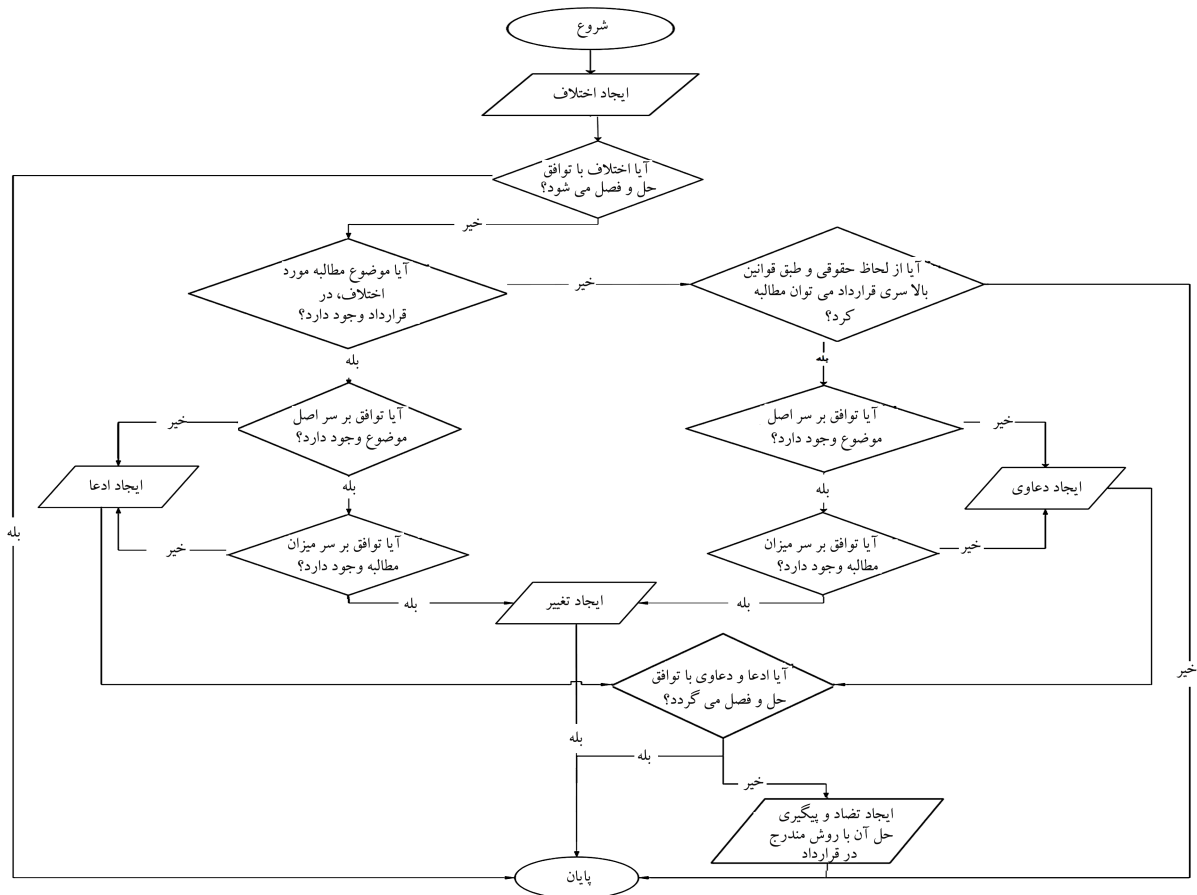 شروع
ایجاد اختلاف
آیا اختلاف با توافق
حل و فصل می شود؟
خیر
آیا موضوع مطالبه مورد
اختلاف، در
قرارداد وجود دارد؟
خیر
آیا از لحاظ حقوقی و طبق قوانین
بالا سری قرارداد می توان مطالبه
کرد؟
بله
بله
آیا توافق بر سر اصل
موضوع وجود دارد؟
خیر
آیا توافق بر سر اصل
موضوع وجود دارد؟
خیر
ایجاد ادعا
ایجاد دعاوی
بله
بله
بله
آیا توافق بر سر میزان
مطالبه وجود دارد؟
خیر
آیا توافق بر سر میزان
مطالبه وجود دارد؟
خیر
بله
ایجاد تغییر
بله
آیا ادعا و دعاوی با توافق
حل و فصل می گردد؟
خیر
بله
بله
خیر
ایجاد تضاد و پیگیری
حل آن با روش مندرج
در قرارداد
پایان